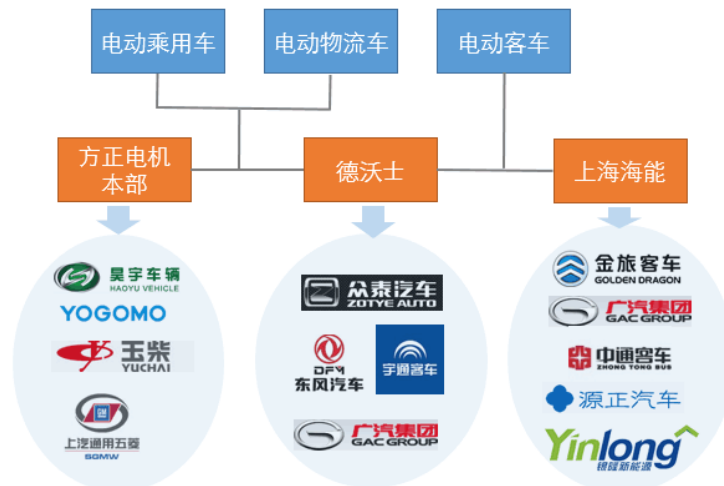 电动乘用车
电动物流车
电动客车
方正电机
本部
德沃士
上海海能
昊宇车辆
HAOYU VEHICLE
YOGOMO
玉柴
YUCHAI
GM
上汽通用五菱
SGMW
众泰汽车
ZOTYE AUTO
DFM
东风汽车
宇通客车
广汽集团
GAC GROUP
金旅客车
GOLDEN DRAGON
广汽集团
GAC GROUP
中通客车
ZHONG TONG BUS
源正汽车
Yinlong
银隆新能源